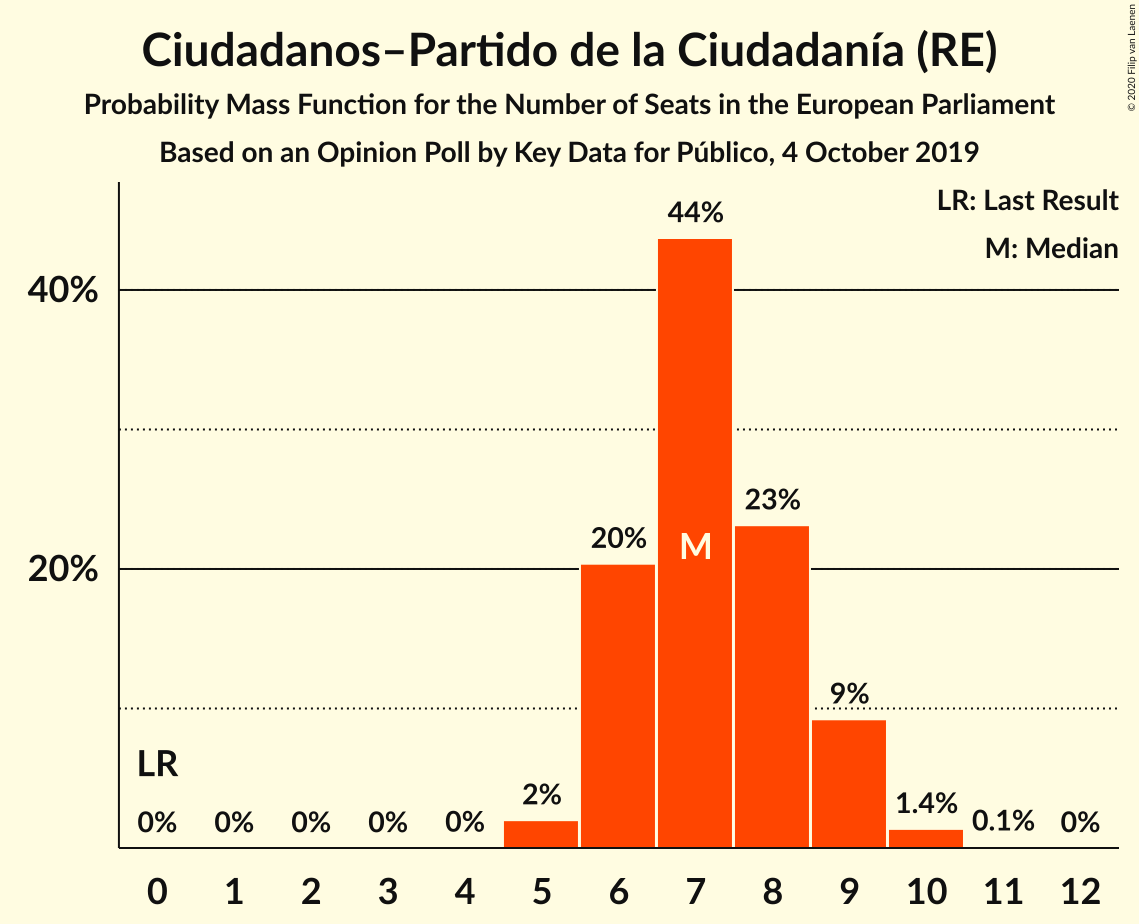 Ciudadanos–Partido de la Ciudadanía (RE)
Probability Mass Function for the Number of Seats in the European Parliament
Based on an Opinion Poll by Key Data for Público, 4 October 2019
© 2020 Filip van Laenen
LR: Last Result
M: Median
40%
20%
44%
23%
20%
M
9%
LR
0%
0%
0%
0%
0%
2%
1.4%
0.1%
0%
0 1 2 3 4 5 6 7 8 9 10 11 12